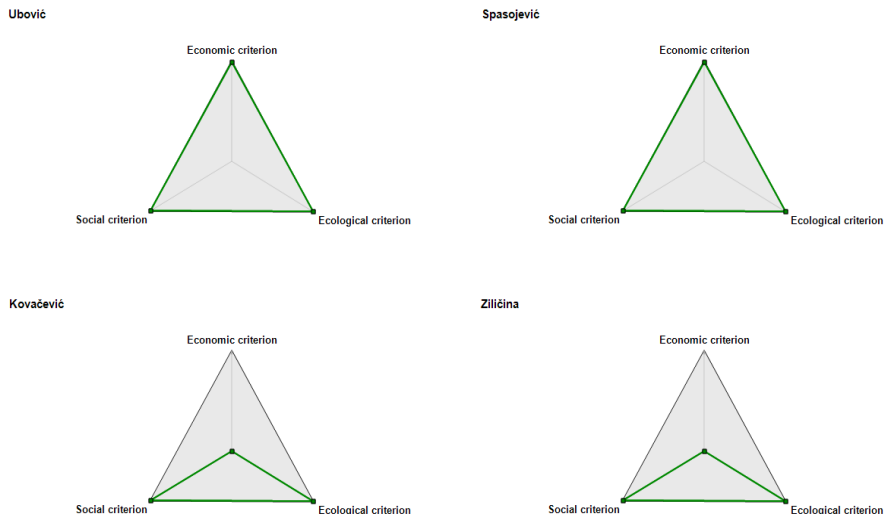 Ubović
Economic criterion
Social criterion
Ecological criterion
Spasojević
Economic criterion
Social criterion
Ecological criterion
Kovačević
Economic criterion
Social criterion
Ecological criterion
Ziličina
Economic criterion
Social criterion
Ecological criterion